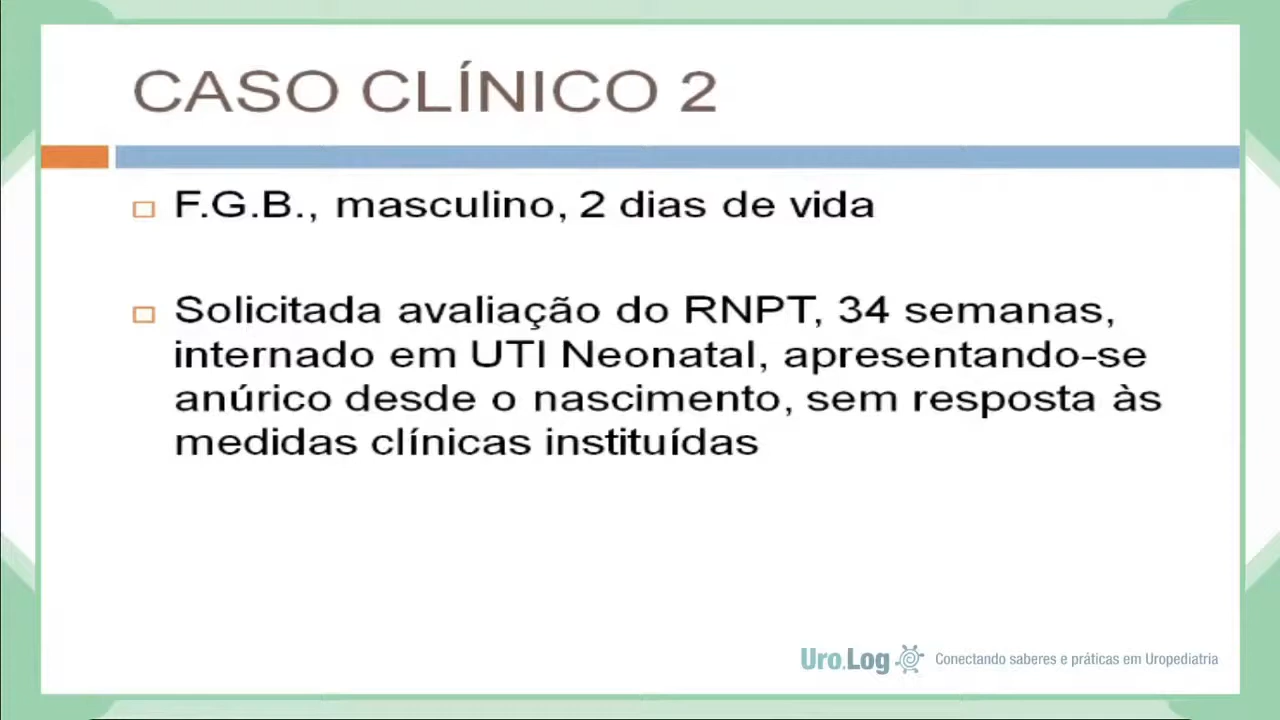 CASO CLÍNICO 2
F.G.B., masculino, 2 dias de vida
Solicitada avaliação do RNPT, 34 semanas,
internado em UTI Neonatal, apresentando-se
anúrico desde o nascimento, sem resposta às
medidas clínicas instituídas
Uro.Log Conectando saberes e práticas em Uropediatria